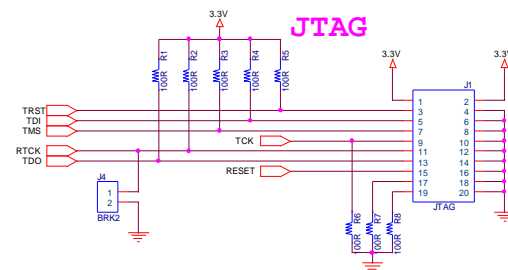 3.3V
JTAG
3.3V
3.3V
R1
100R
R2
100R
R3
100R
R4
100R
R5
100R
J1
1 2
3 4
5 6
7 8
9 10
11 12
13 14
15 16
17 18
19 20
JTAG
TRST
TDI
TMS
TCK
RTCK
TDO
RESET
J4
1
2
BRK2
R6
100R
R7
100R
R8
100R